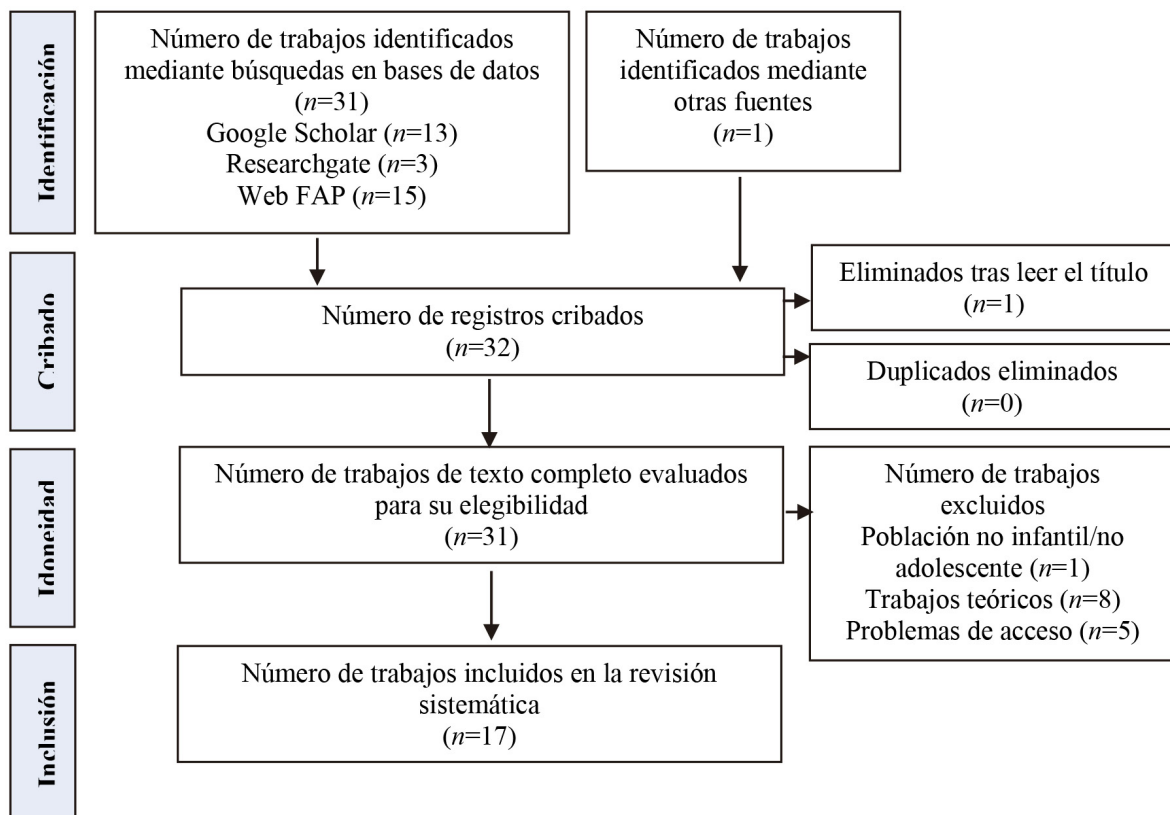 Identificación
Número de trabajos identificados
mediante búsquedas en bases de datos
(n=31)
Google Scholar (n=13)
Researchgate (n=3)
Web FAP (n=15)
Número de trabajos
identificados mediante
otras fuentes
(n=1)
Cribado
Número de registros cribados
(n=32)
Eliminados tras leer el título
(n=1)
Duplicados eliminados
(n=0)
Idoneidad
Número de trabajos de texto completo evaluados
para su elegibilidad
(n=31)
Número de trabajos
excluidos
Población no infantil/no
adolescente (n=1)
Trabajos teóricos (n=8)
Problemas de acceso (n=5)
Inclusión
Número de trabajos incluidos en la revisión
sistemática
(n=17)